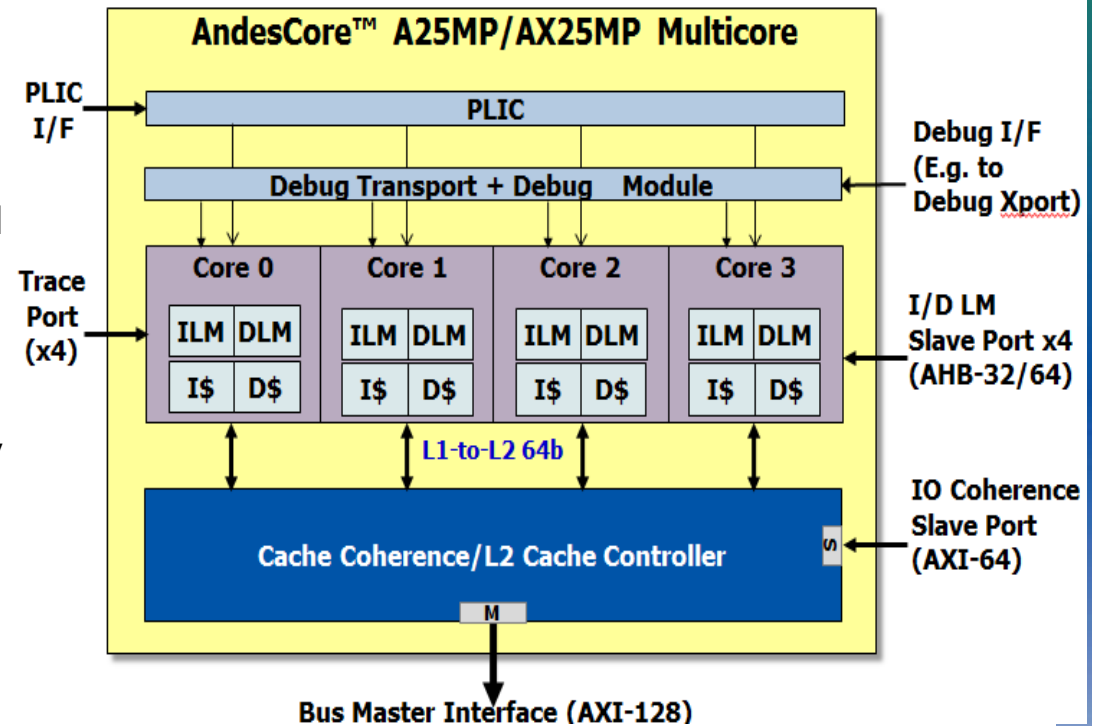 AndesCore™ A25MP/AX25MP Multicore
PLIC
I/F
PLIC
Debug I/F
(E.g. to
Debug Xport)
Debug Transport + Debug Module
Core 0
Core 1
Core 2
Core 3
Trace
Port
(x4)
ILM DLM
ILM DLM
ILM DLM
ILM DLM
I$ D$
I$ D$
I$ D$
I$ D$
I/D LM
Slave Port x4
(AHB-32/64)
L1-to-L2 64b
Cache Coherence/L2 Cache Controller
S
IO Coherence
Slave Port
(AXI-64)
M
Bus Master Interface (AXI-128)